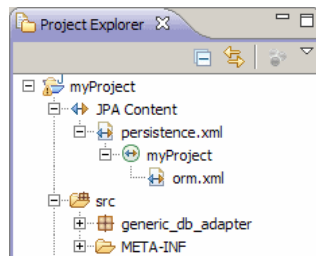 Project Explorer
myProject
JPA Content
persistence.xml
myProject
orm.xml
src
generic_db_adapter
META-INF